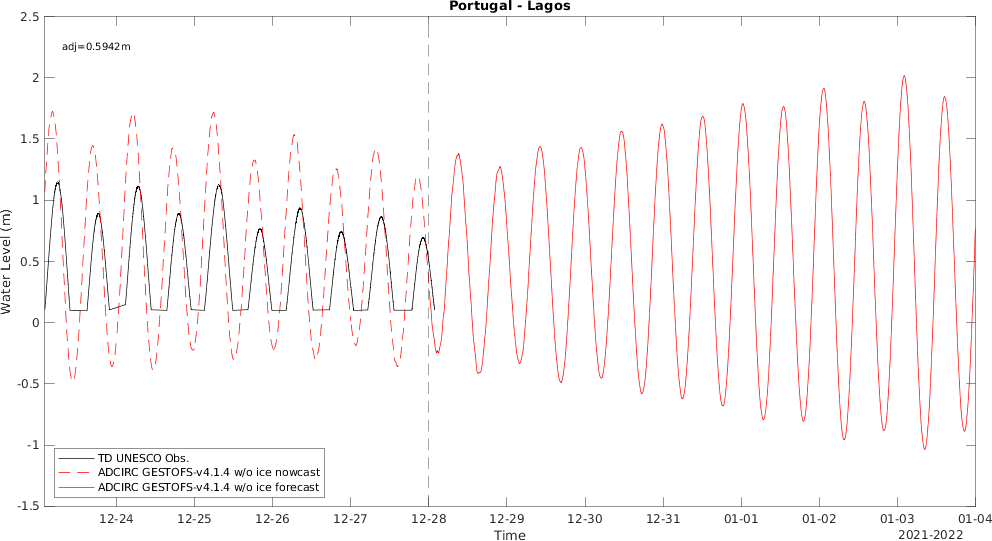 Portugal - Lagos
adj=0.5942m
Water Level (m)
2.5
2
1.5
1
0.5
0
-0.5
-1
-1.5
TD UNESCO Obs.
ADCIRC GESTOFS-v4.1.4 w/o ice nowcast
ADCIRC GESTOFS-v4.1.4 w/o ice forecast
12-24 12-25 12-26 12-27 12-28 12-29 12-30 12-31 01-01 01-02 01-03 01-04
Time
2021-2022